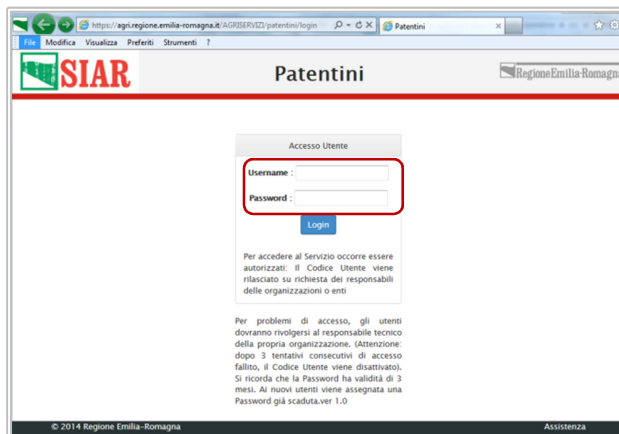 https://agri.regione.emilia-romagna.it/AGRISERVIZI/patentini/login
Patentini
File Modifica Visualizza Preferiti Strumenti ?
SIAR
Patentini
RegioneEmilia-Romagna
Accesso Utente
Username :
Password :
Login
Per accedere al Servizio occorre essere
autorizzati: Il Codice Utente viene
rilasciato su richiesta dei responsabili
delle organizzazioni o enti
Per problemi di accesso, gli utenti
dovranno rivolgersi al responsabile tecnico
della propria organizzazione. (Attenzione:
dopo 3 tentativi consecutivi di accesso
fallito, il Codice Utente viene disattivato).
Si ricorda che la Password ha validità di 3
mesi. Ai nuovi utenti viene assegnata una
Password già scaduta.ver 1.0
© 2014 Regione Emilia-Romagna
Assistenza